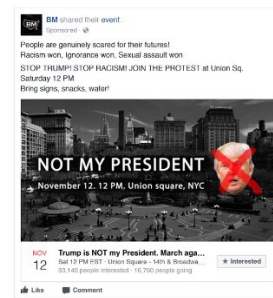 BM shared their event.
Sponsored ·
People are genuinely scared for their futures!
Racism won, Ignorance won, Sexual assault won
STOP TRUMP! STOP RACISM! JOIN THE PROTEST at Union Sq.
Saturday 12 PM
Bring signs, snacks, water!
BM
NOT MY PRESIDENT
November 12. 12 PM. Union square, NYC
NOV
12
Trump is NOT my President. March aga...
Sat 12 PM EST · Union Square - 14th & Broadwa...
33,140 people interested · 16,760 people going
★ Interested
Like Comment